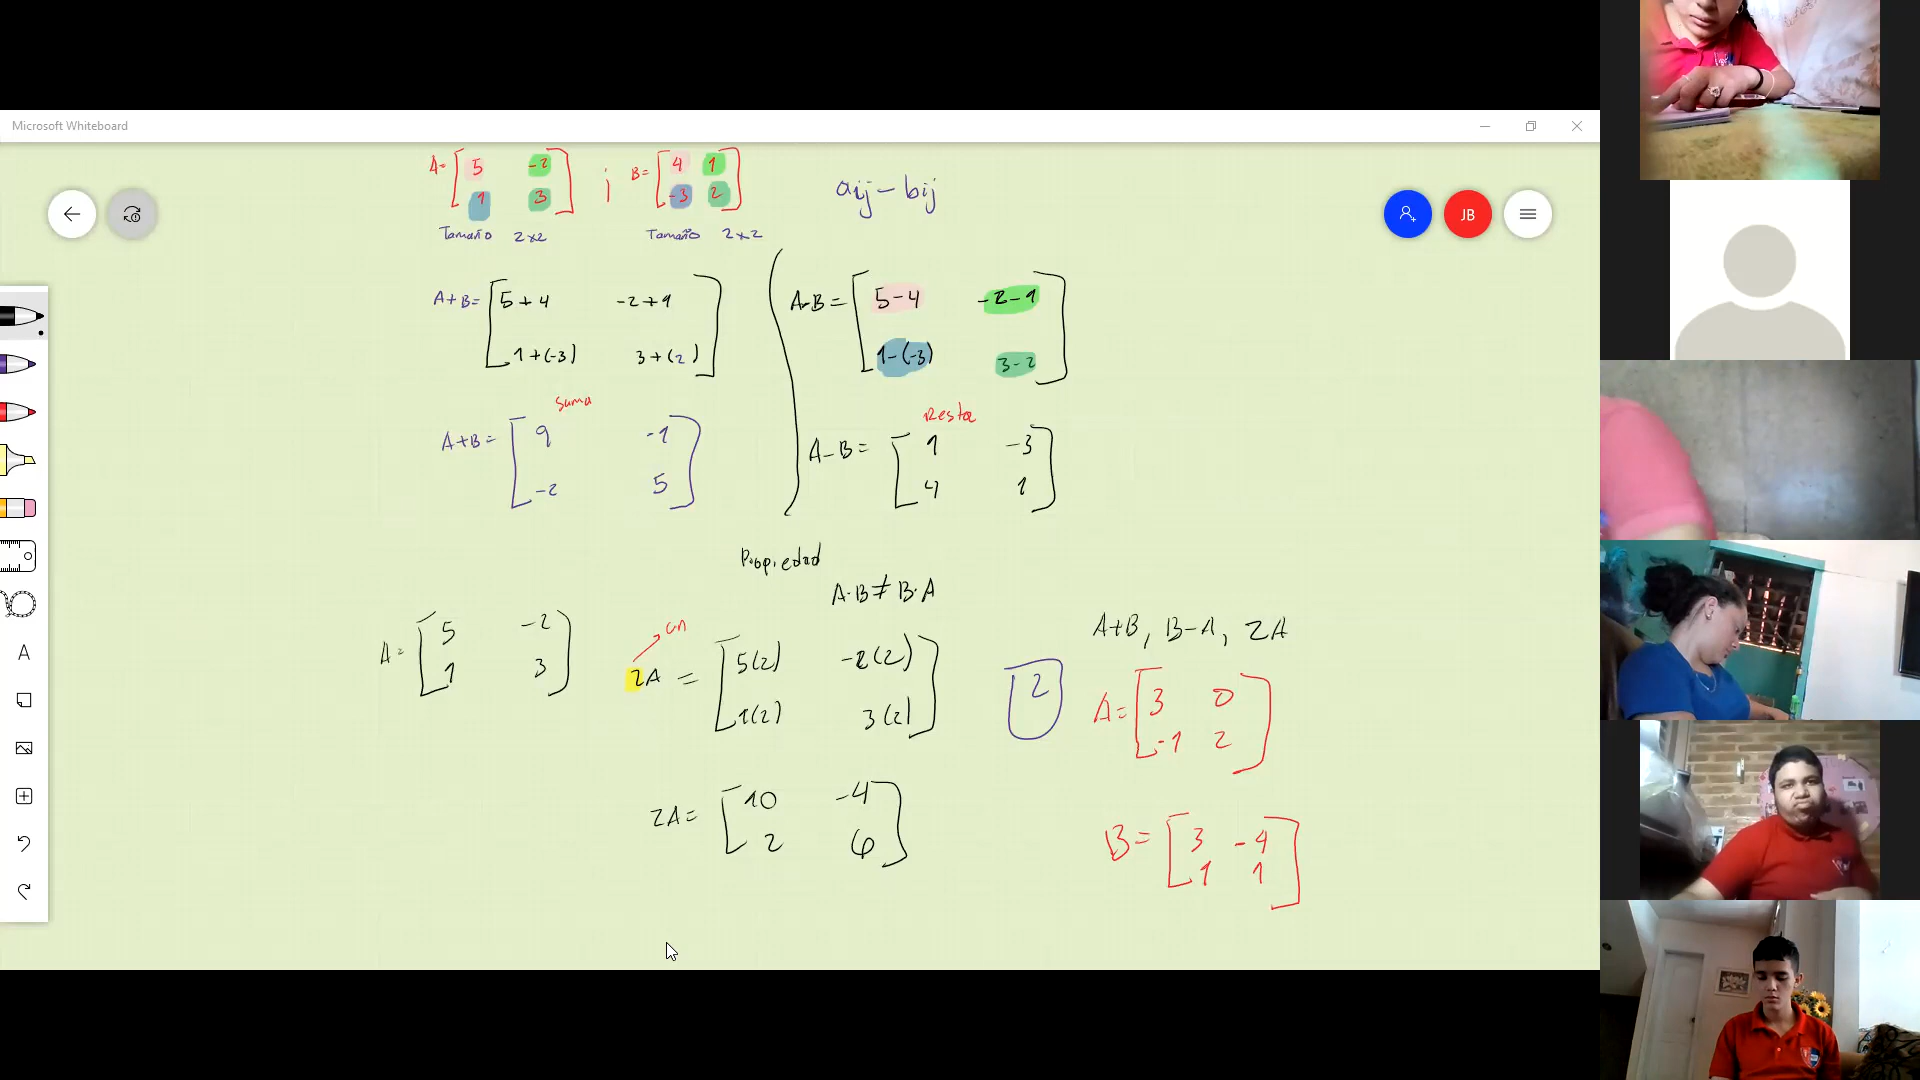 Microsoft Whiteboard
A= [ 5 -2 ; B= [ 4 1 aij - bij
1 3 ] -3 2 ]
Tamaño 2x2 Tamaño 2x2
JB
A+B= [ 5+4 -2+1
1+(-3) 3+(2) ]
A-B= [ 5-4 -2-1
1-(-3) 3-2 ]
Suma
A+B= [ 9 -1
-2 5 ]
Resta
A-B= [ 1 -3
4 1 ]
Propiedad
A·B ≠ B·A
A= [ 5 -2
1 3 ]
2A = [ 5(2) -2(2)
1(2) 3(2) ]
2A= [ 10 -4
2 6 ]
2
A+B, B-A, 2A
A= [ 3 0
-1 2 ]
B= [ 3 -4
1 1 ]
A